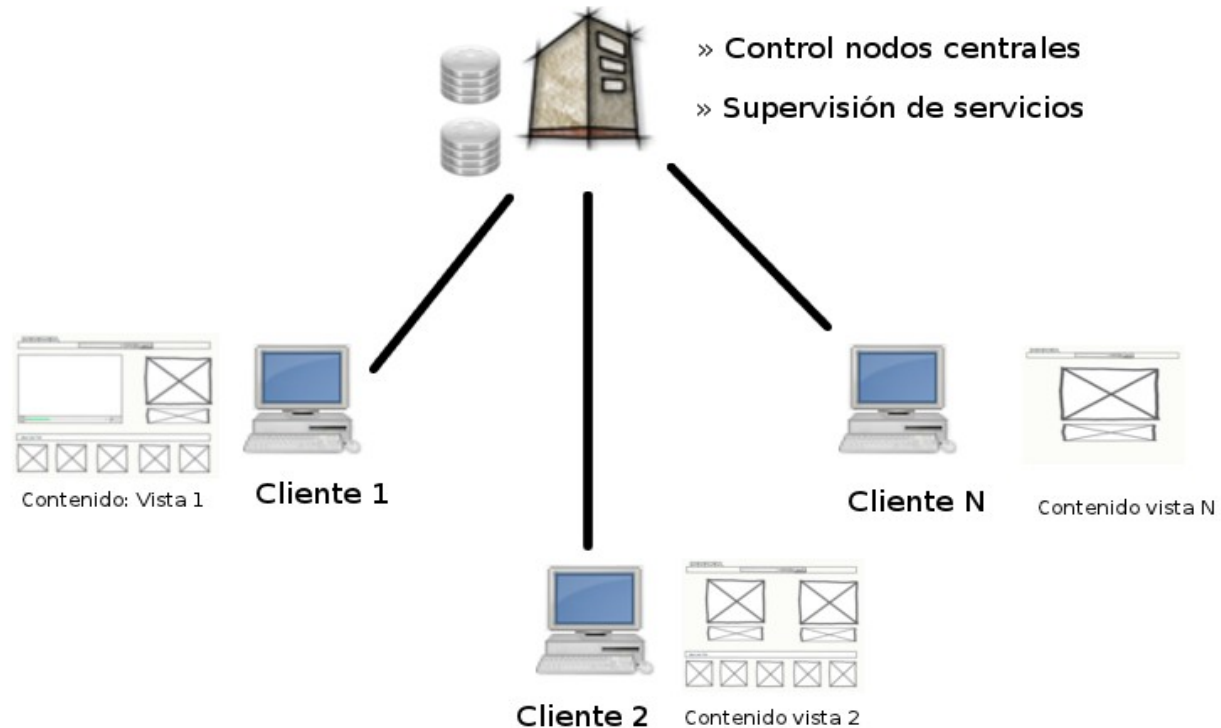 » Control nodos centrales
» Supervisión de servicios
Contenido: Vista 1
Cliente 1
Cliente N
Contenido vista N
Cliente 2
Contenido vista 2